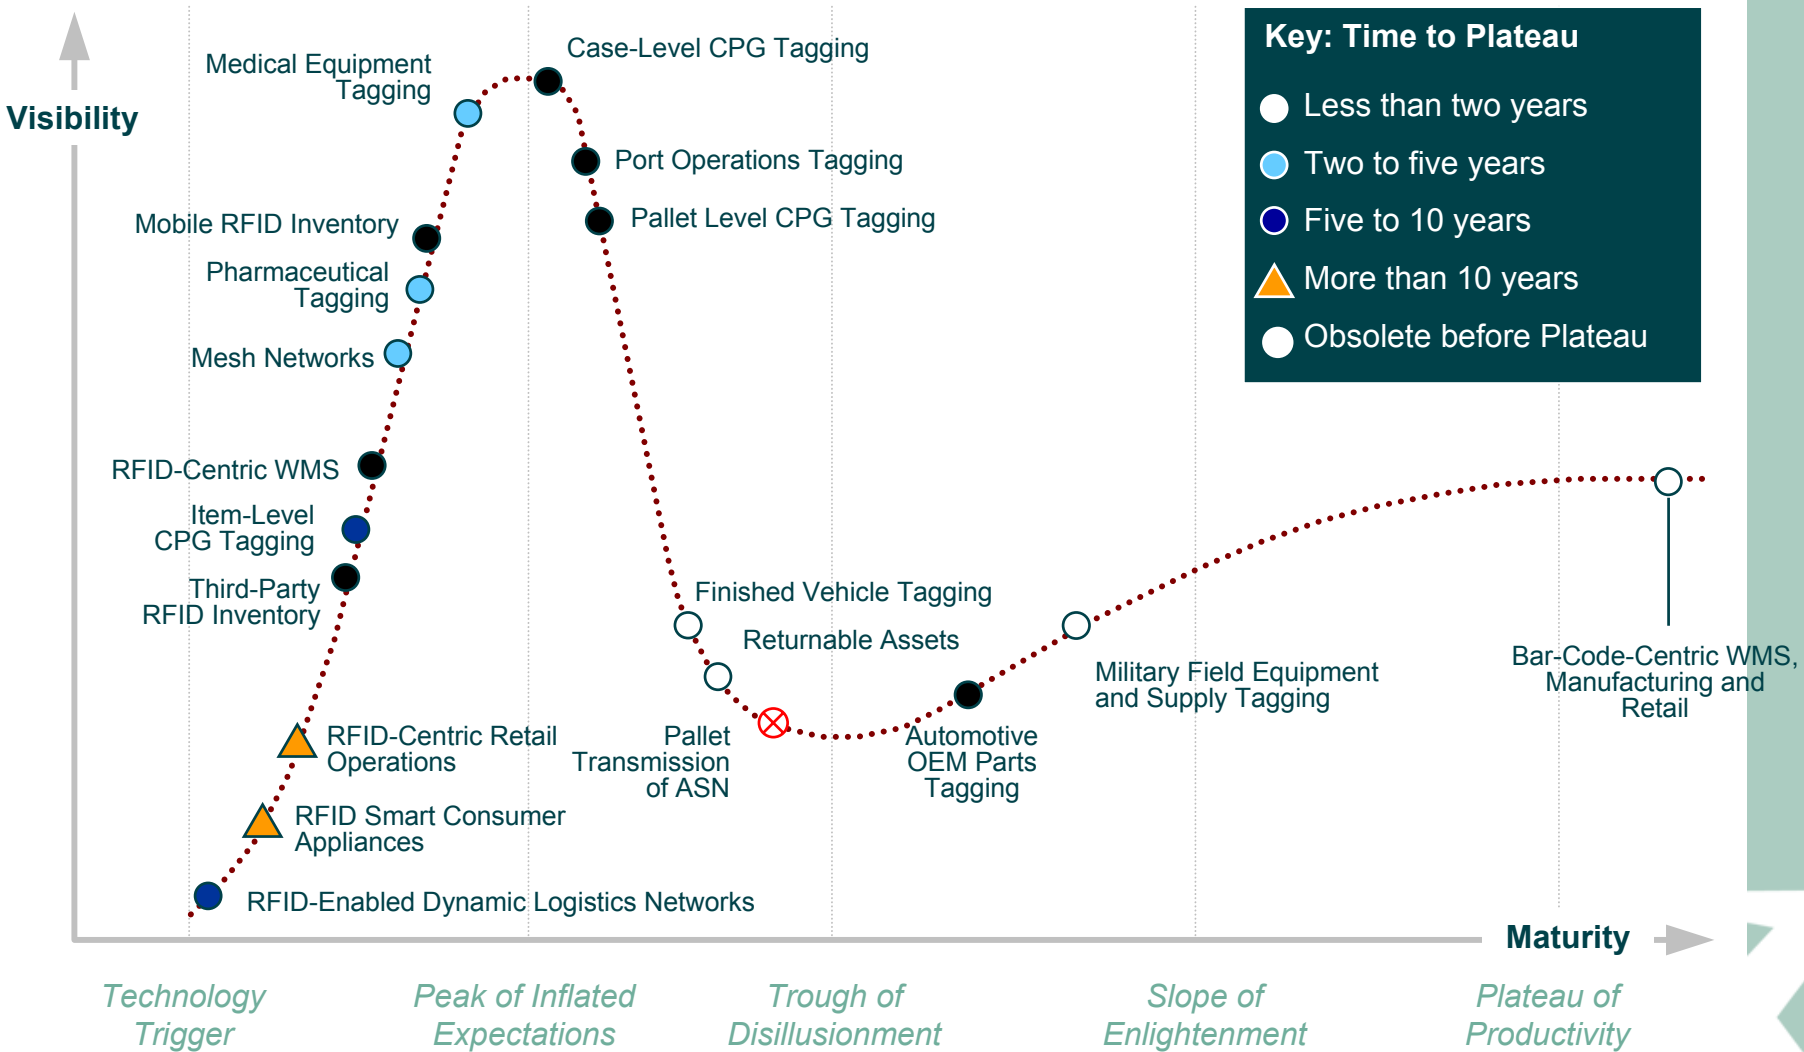 Visibility
Medical Equipment
Tagging
Case-Level CPG Tagging
Port Operations Tagging
Pallet Level CPG Tagging
Mobile RFID Inventory
Pharmaceutical
Tagging
Mesh Networks
RFID-Centric WMS
Item-Level
CPG Tagging
Third-Party
RFID Inventory
Finished Vehicle Tagging
Returnable Assets
RFID-Centric Retail
Operations
RFID Smart Consumer
Appliances
RFID-Enabled Dynamic Logistics Networks
Pallet
Transmission
of ASN
Automotive
OEM Parts
Tagging
Military Field Equipment
and Supply Tagging
Bar-Code-Centric WMS,
Manufacturing and
Retail
Key: Time to Plateau
Less than two years
Two to five years
Five to 10 years
More than 10 years
Obsolete before Plateau
Maturity
Technology
Trigger
Peak of Inflated
Expectations
Trough of
Disillusionment
Slope of
Enlightenment
Plateau of
Productivity